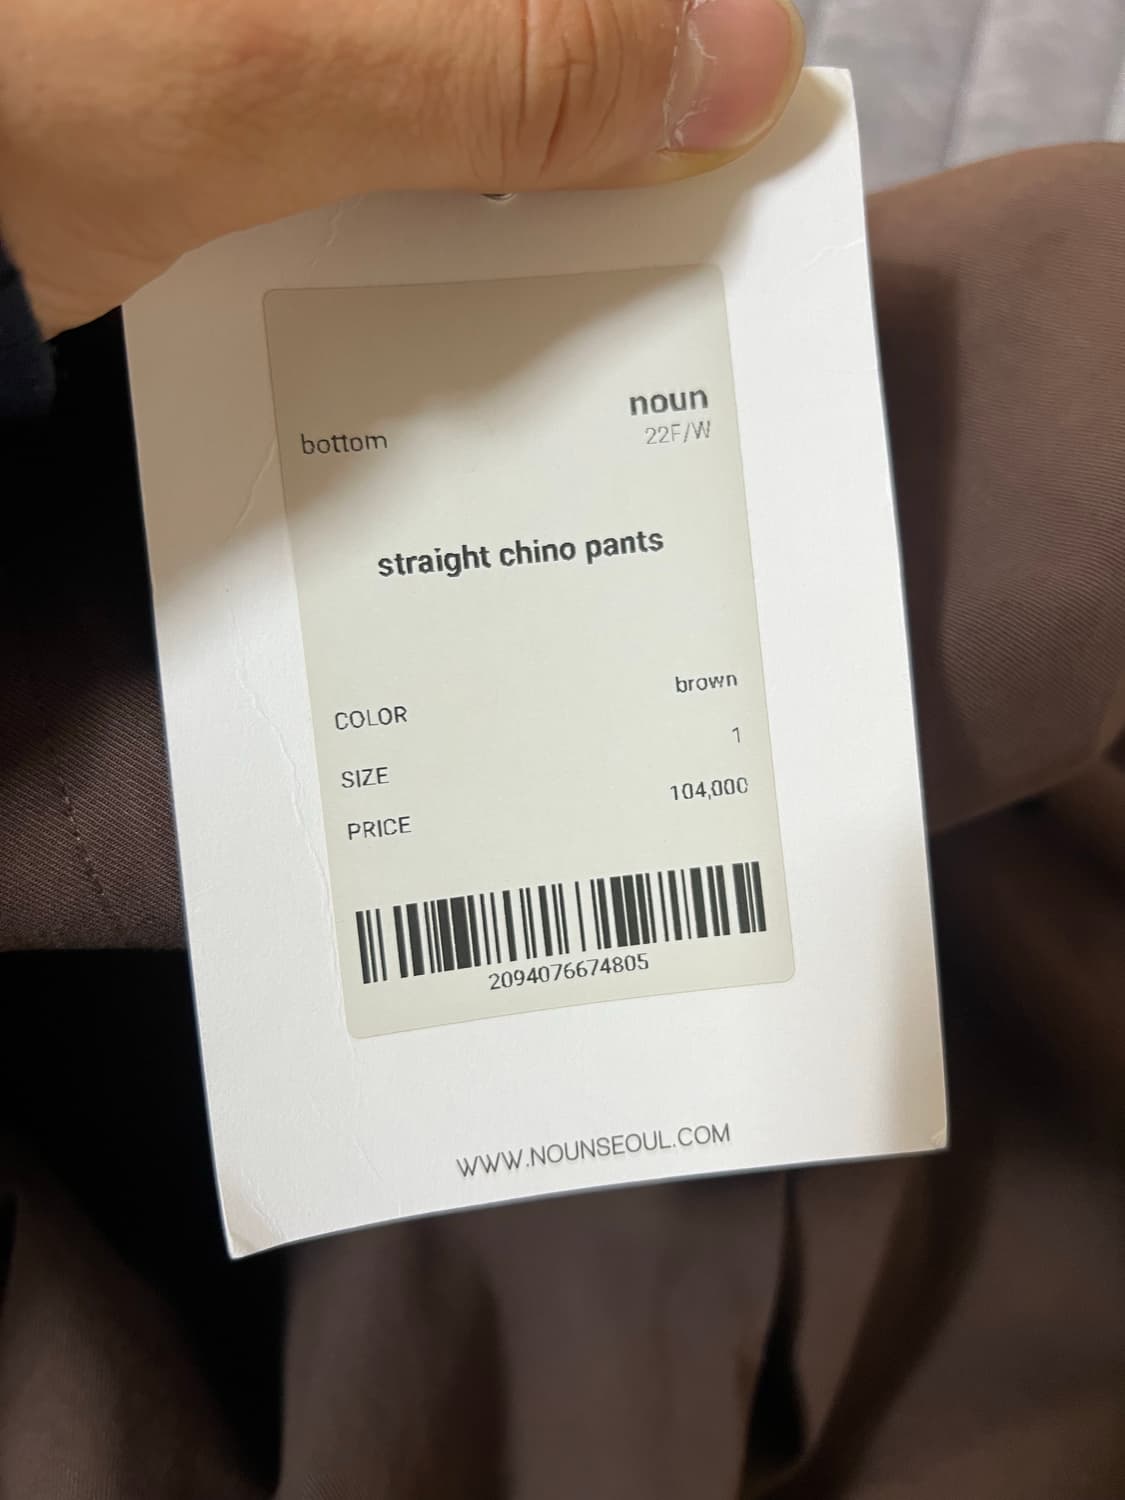 noun
bottom 22F/W
straight chino pants
COLOR brown
SIZE 1
PRICE 104,000
2094076674805
WWW.NOUNSEOUL.COM